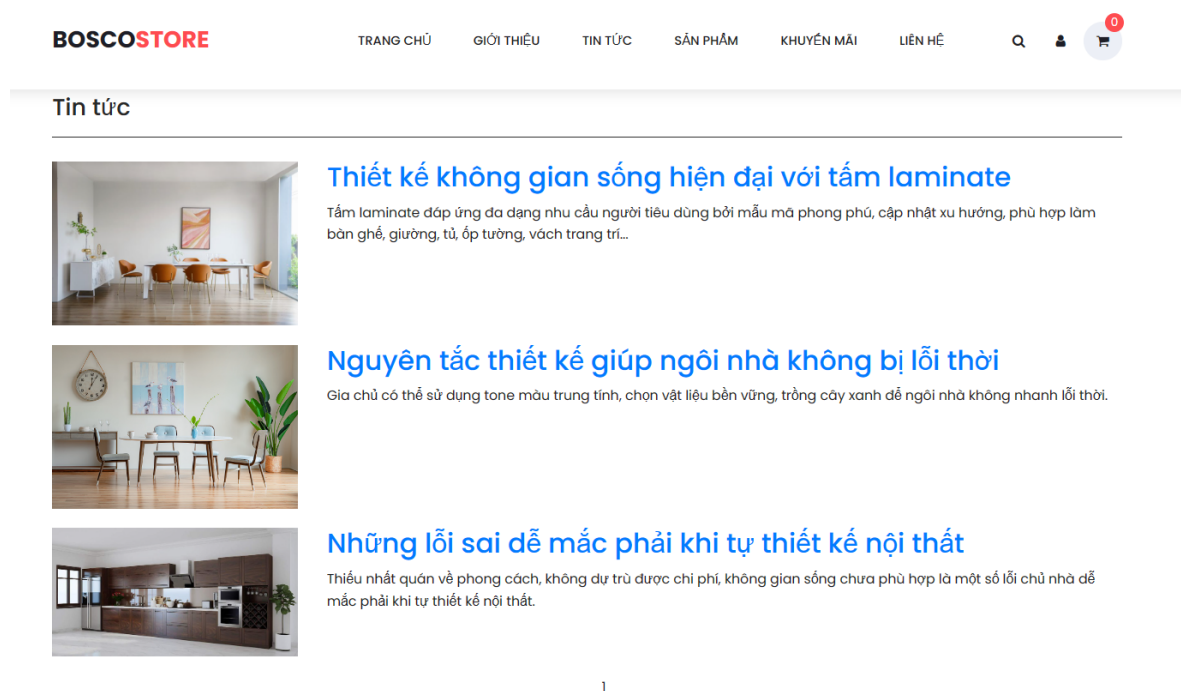 BOSCOSTORE
TRANG CHỦ GIỚI THIỆU TIN TỨC SẢN PHẨM KHUYẾN MÃI LIÊN HỆ 0
Tin tức
Thiết kế không gian sống hiện đại với tấm laminate
Tấm laminate đáp ứng đa dạng nhu cầu người tiêu dùng bởi mẫu mã phong phú, cập nhật xu hướng, phù hợp làm
bàn ghế, giường, tủ, ốp tường, vách trang trí...
Nguyên tắc thiết kế giúp ngôi nhà không bị lỗi thời
Gia chủ có thể sử dụng tone màu trung tính, chọn vật liệu bền vững, trồng cây xanh để ngôi nhà không nhanh lỗi thời.
Những lỗi sai dễ mắc phải khi tự thiết kế nội thất
Thiếu nhất quán về phong cách, không dự trù được chi phí, không gian sống chưa phù hợp là một số lỗi chủ nhà dễ
mắc phải khi tự thiết kế nội thất.
1